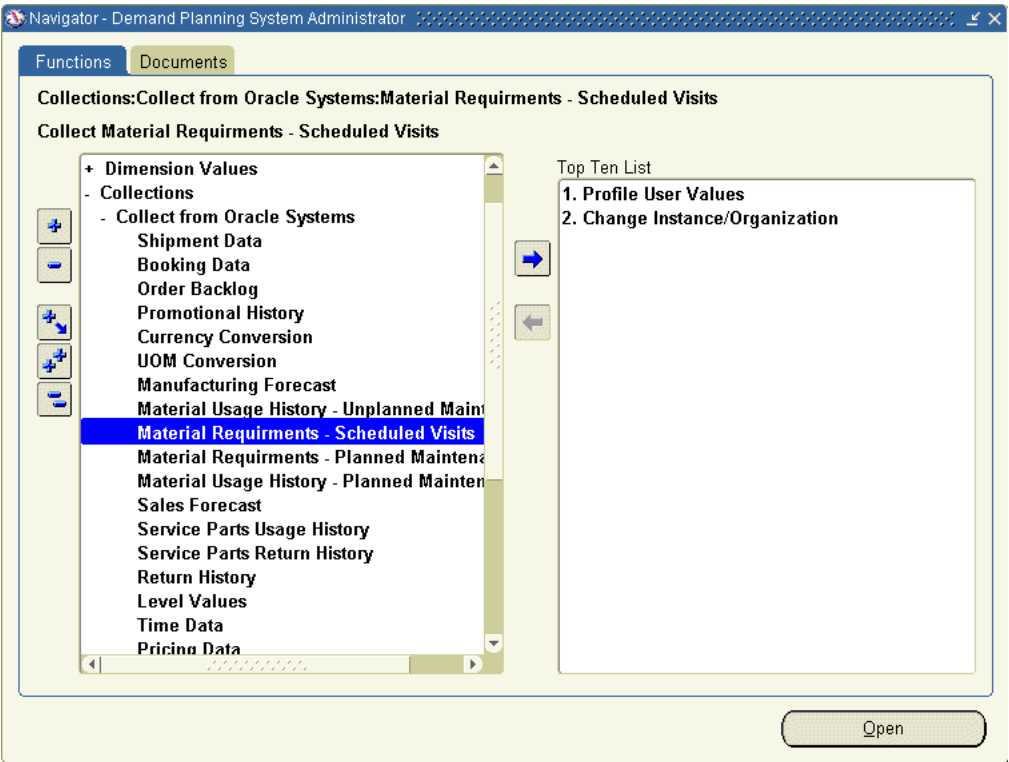 Navigator - Demand Planning System Administrator
Functions Documents
Collections:Collect from Oracle Systems:Material Requirments - Scheduled Visits
Collect Material Requirments - Scheduled Visits
+ Dimension Values
- Collections
- Collect from Oracle Systems
Shipment Data
Booking Data
Order Backlog
Promotional History
Currency Conversion
UOM Conversion
Manufacturing Forecast
Material Usage History - Unplanned Maint
Material Requirments - Scheduled Visits
Material Requirments - Planned Maintena
Material Usage History - Planned Mainten
Sales Forecast
Service Parts Usage History
Service Parts Return History
Return History
Level Values
Time Data
Pricing Data
Top Ten List
1. Profile User Values
2. Change Instance/Organization
Open